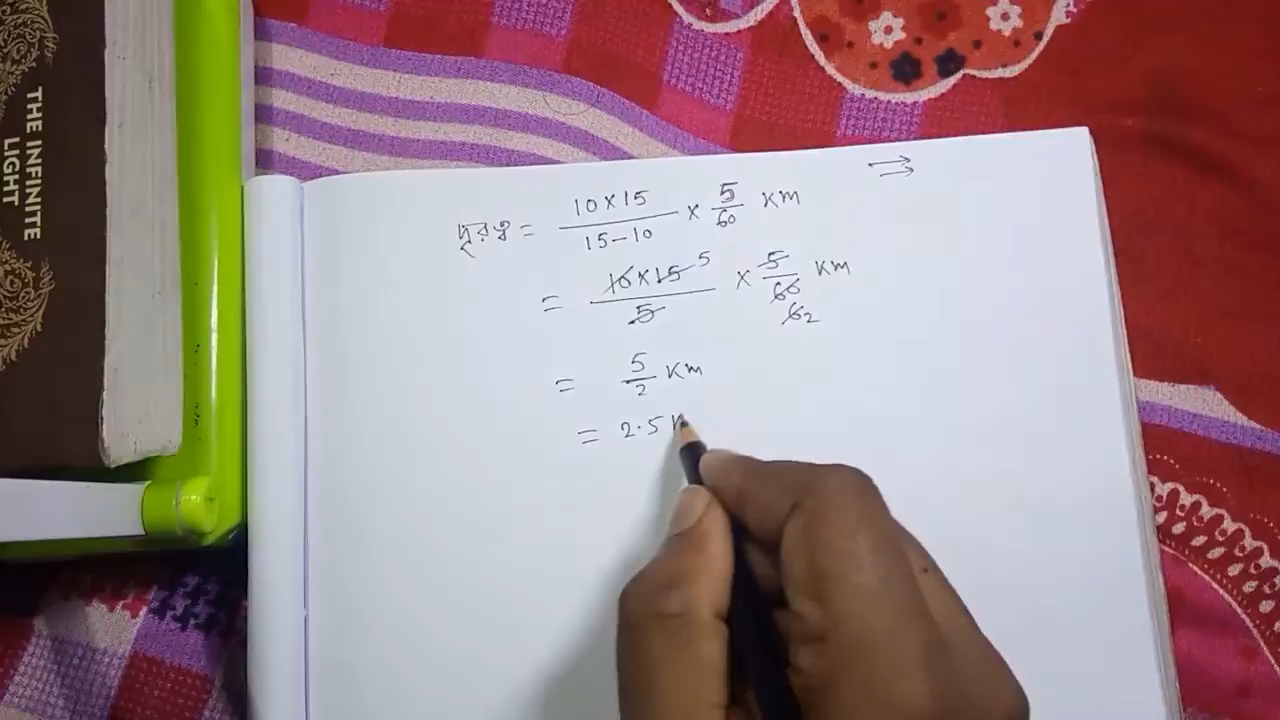 THE INFINITE
LIGHT
⇒
দূরত্ব = 10×15/15-10 × 5/60 KM
= 10×15 5/5 × 5/60 6 2 KM
= 5/2 KM
= 2.5 K